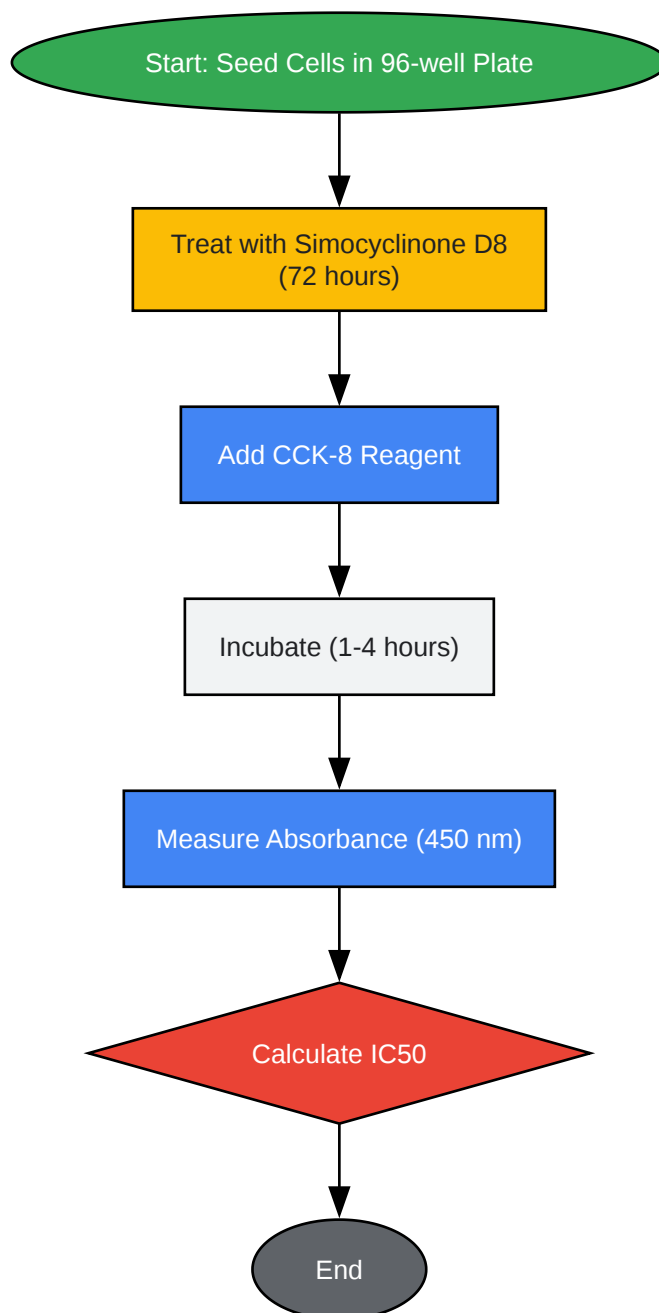 Start: Seed Cells in 96-well Plate
Treat with Simocyclinone D8
(72 hours)
Add CCK-8 Reagent
Incubate (1-4 hours)
Measure Absorbance (450 nm)
Calculate IC50
End